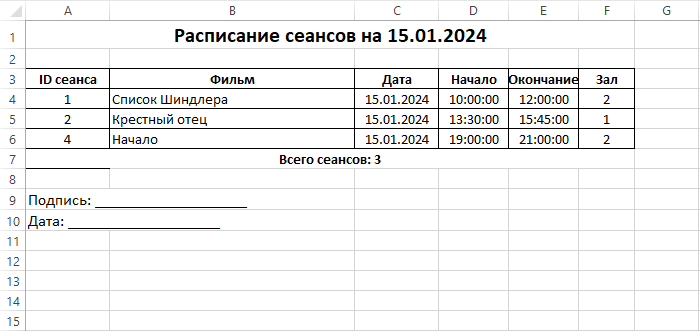 A B C D E F G
1 Расписание сеансов на 15.01.2024
2
3 ID сеанса Фильм Дата Начало Окончание Зал
4 1 Список Шиндлера 15.01.2024 10:00:00 12:00:00 2
5 2 Крестный отец 15.01.2024 13:30:00 15:45:00 1
6 4 Начало 15.01.2024 19:00:00 21:00:00 2
7 Всего сеансов: 3
8
9 Подпись: ____________________
10 Дата: ____________________
11
12
13
14
15